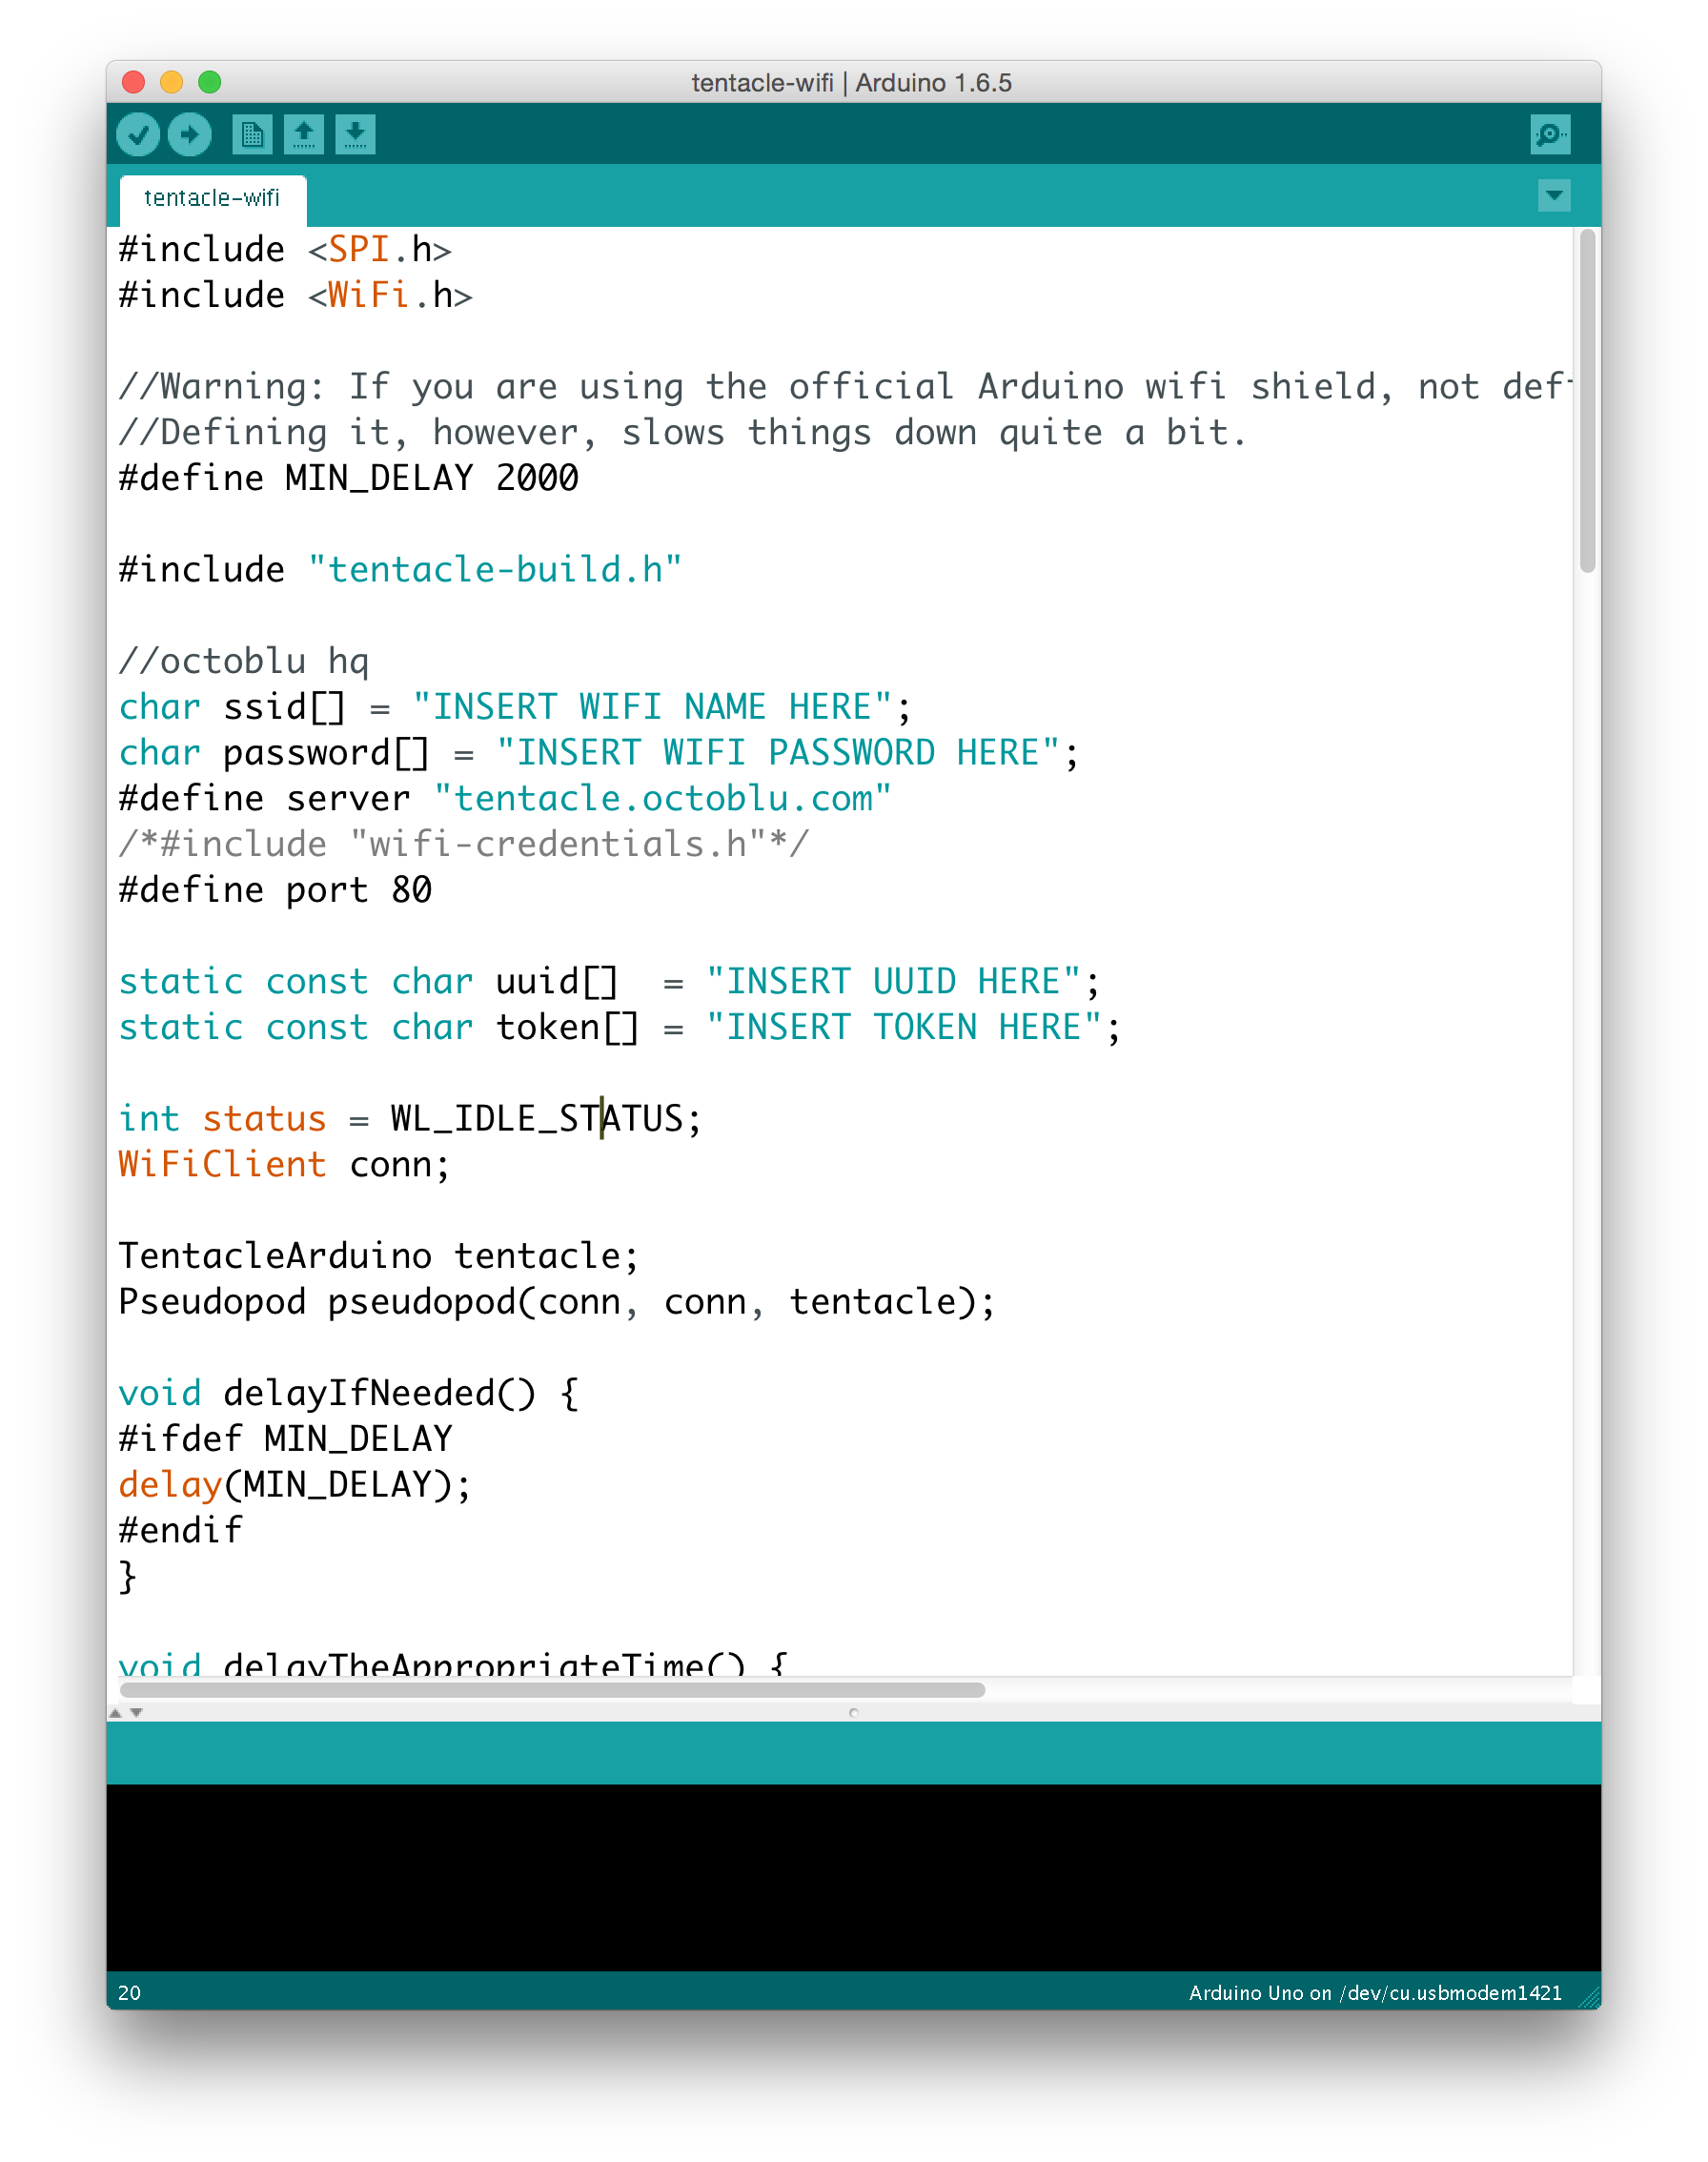 tentacle-wifi | Arduino 1.6.5
tentacle-wifi
#include <SPI.h>
#include <WiFi.h>
//Warning: If you are using the official Arduino wifi shield, not
//Defining it, however, slows things down quite a bit.
#define MIN_DELAY 2000
#include "tentacle-build.h"
//octoblu hq
char ssid[] = "INSERT WIFI NAME HERE";
char password[] = "INSERT WIFI PASSWORD HERE";
#define server "tentacle.octoblu.com"
/*#include "wifi-credentials.h"*/
#define port 80
static const char uuid[]  = "INSERT UUID HERE";
static const char token[] = "INSERT TOKEN HERE";
int status = WL_IDLE_STATUS;
WiFiClient conn;
TentacleArduino tentacle;
Pseudopod pseudopod(conn, conn, tentacle);
void delayIfNeeded() {
#ifdef MIN_DELAY
delay(MIN_DELAY);
#endif
}
void delayTheAppropriateTime() {
20
Arduino Uno on /dev/cu.usbmodem1421